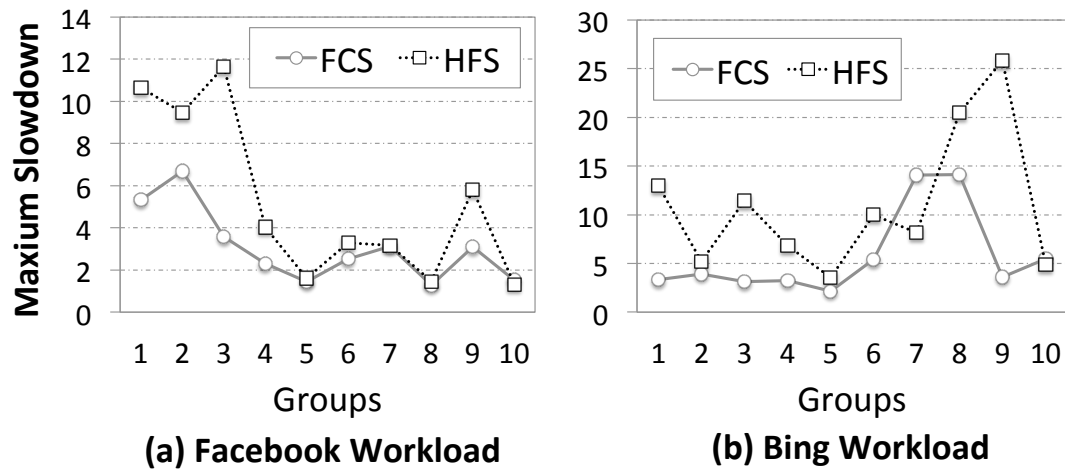 Maxium Slowdown
14
12
10
8
6
4
2
0
FCS HFS
1 2 3 4 5 6 7 8 9 10
Groups
(a) Facebook Workload
30
25
20
15
10
5
0
FCS HFS
1 2 3 4 5 6 7 8 9 10
Groups
(b) Bing Workload